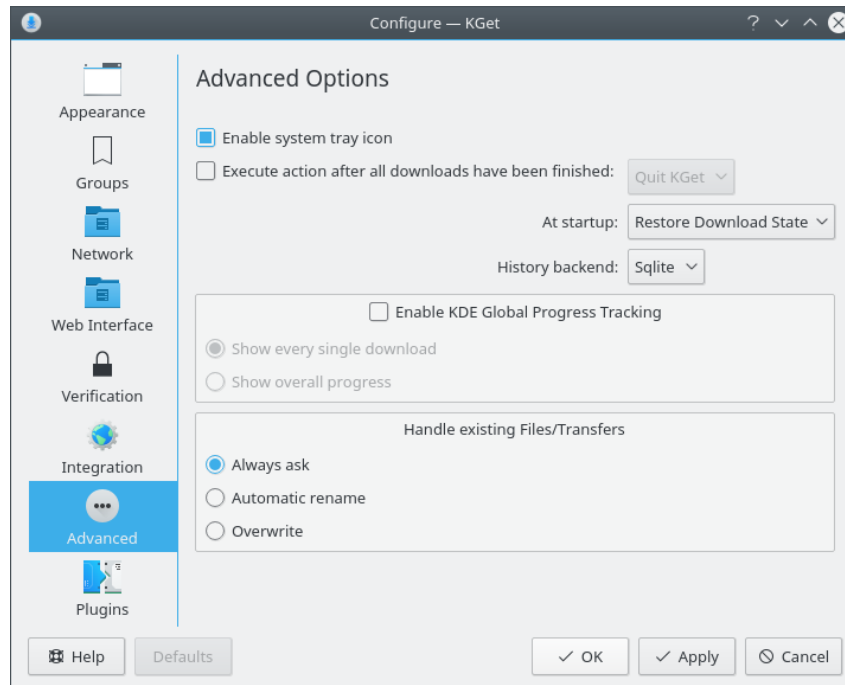 Configure — KGet
Appearance
Groups
Network
Web Interface
Verification
Integration
Advanced
Plugins
Advanced Options
Enable system tray icon
Execute action after all downloads have been finished: Quit KGet
At startup: Restore Download State
History backend: Sqlite
Enable KDE Global Progress Tracking
Show every single download
Show overall progress
Handle existing Files/Transfers
Always ask
Automatic rename
Overwrite
Help Defaults OK Apply Cancel